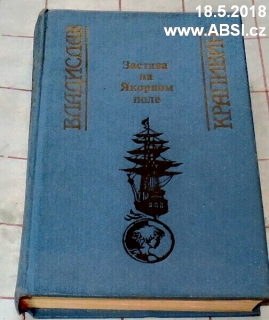 18.5.2018
www.ABSI.cz
ВЛАДИСЛАВ
Застава
на
Якорном
поле
КРАПИВИН